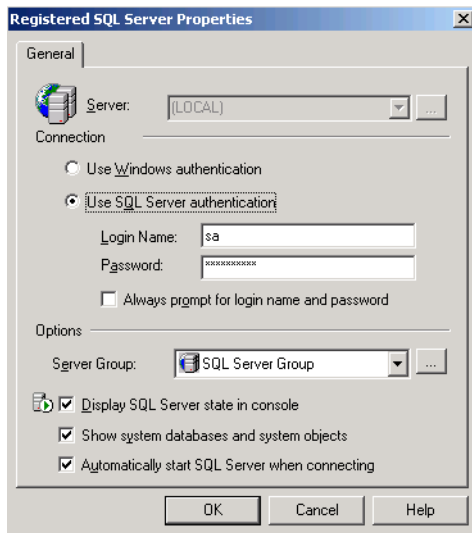 Registered SQL Server Properties
General
Server: (LOCAL) ...
Connection
Use Windows authentication
Use SQL Server authentication
Login Name: sa
Password: **********
Always prompt for login name and password
Options
Server Group: SQL Server Group ...
Display SQL Server state in console
Show system databases and system objects
Automatically start SQL Server when connecting
OK Cancel Help